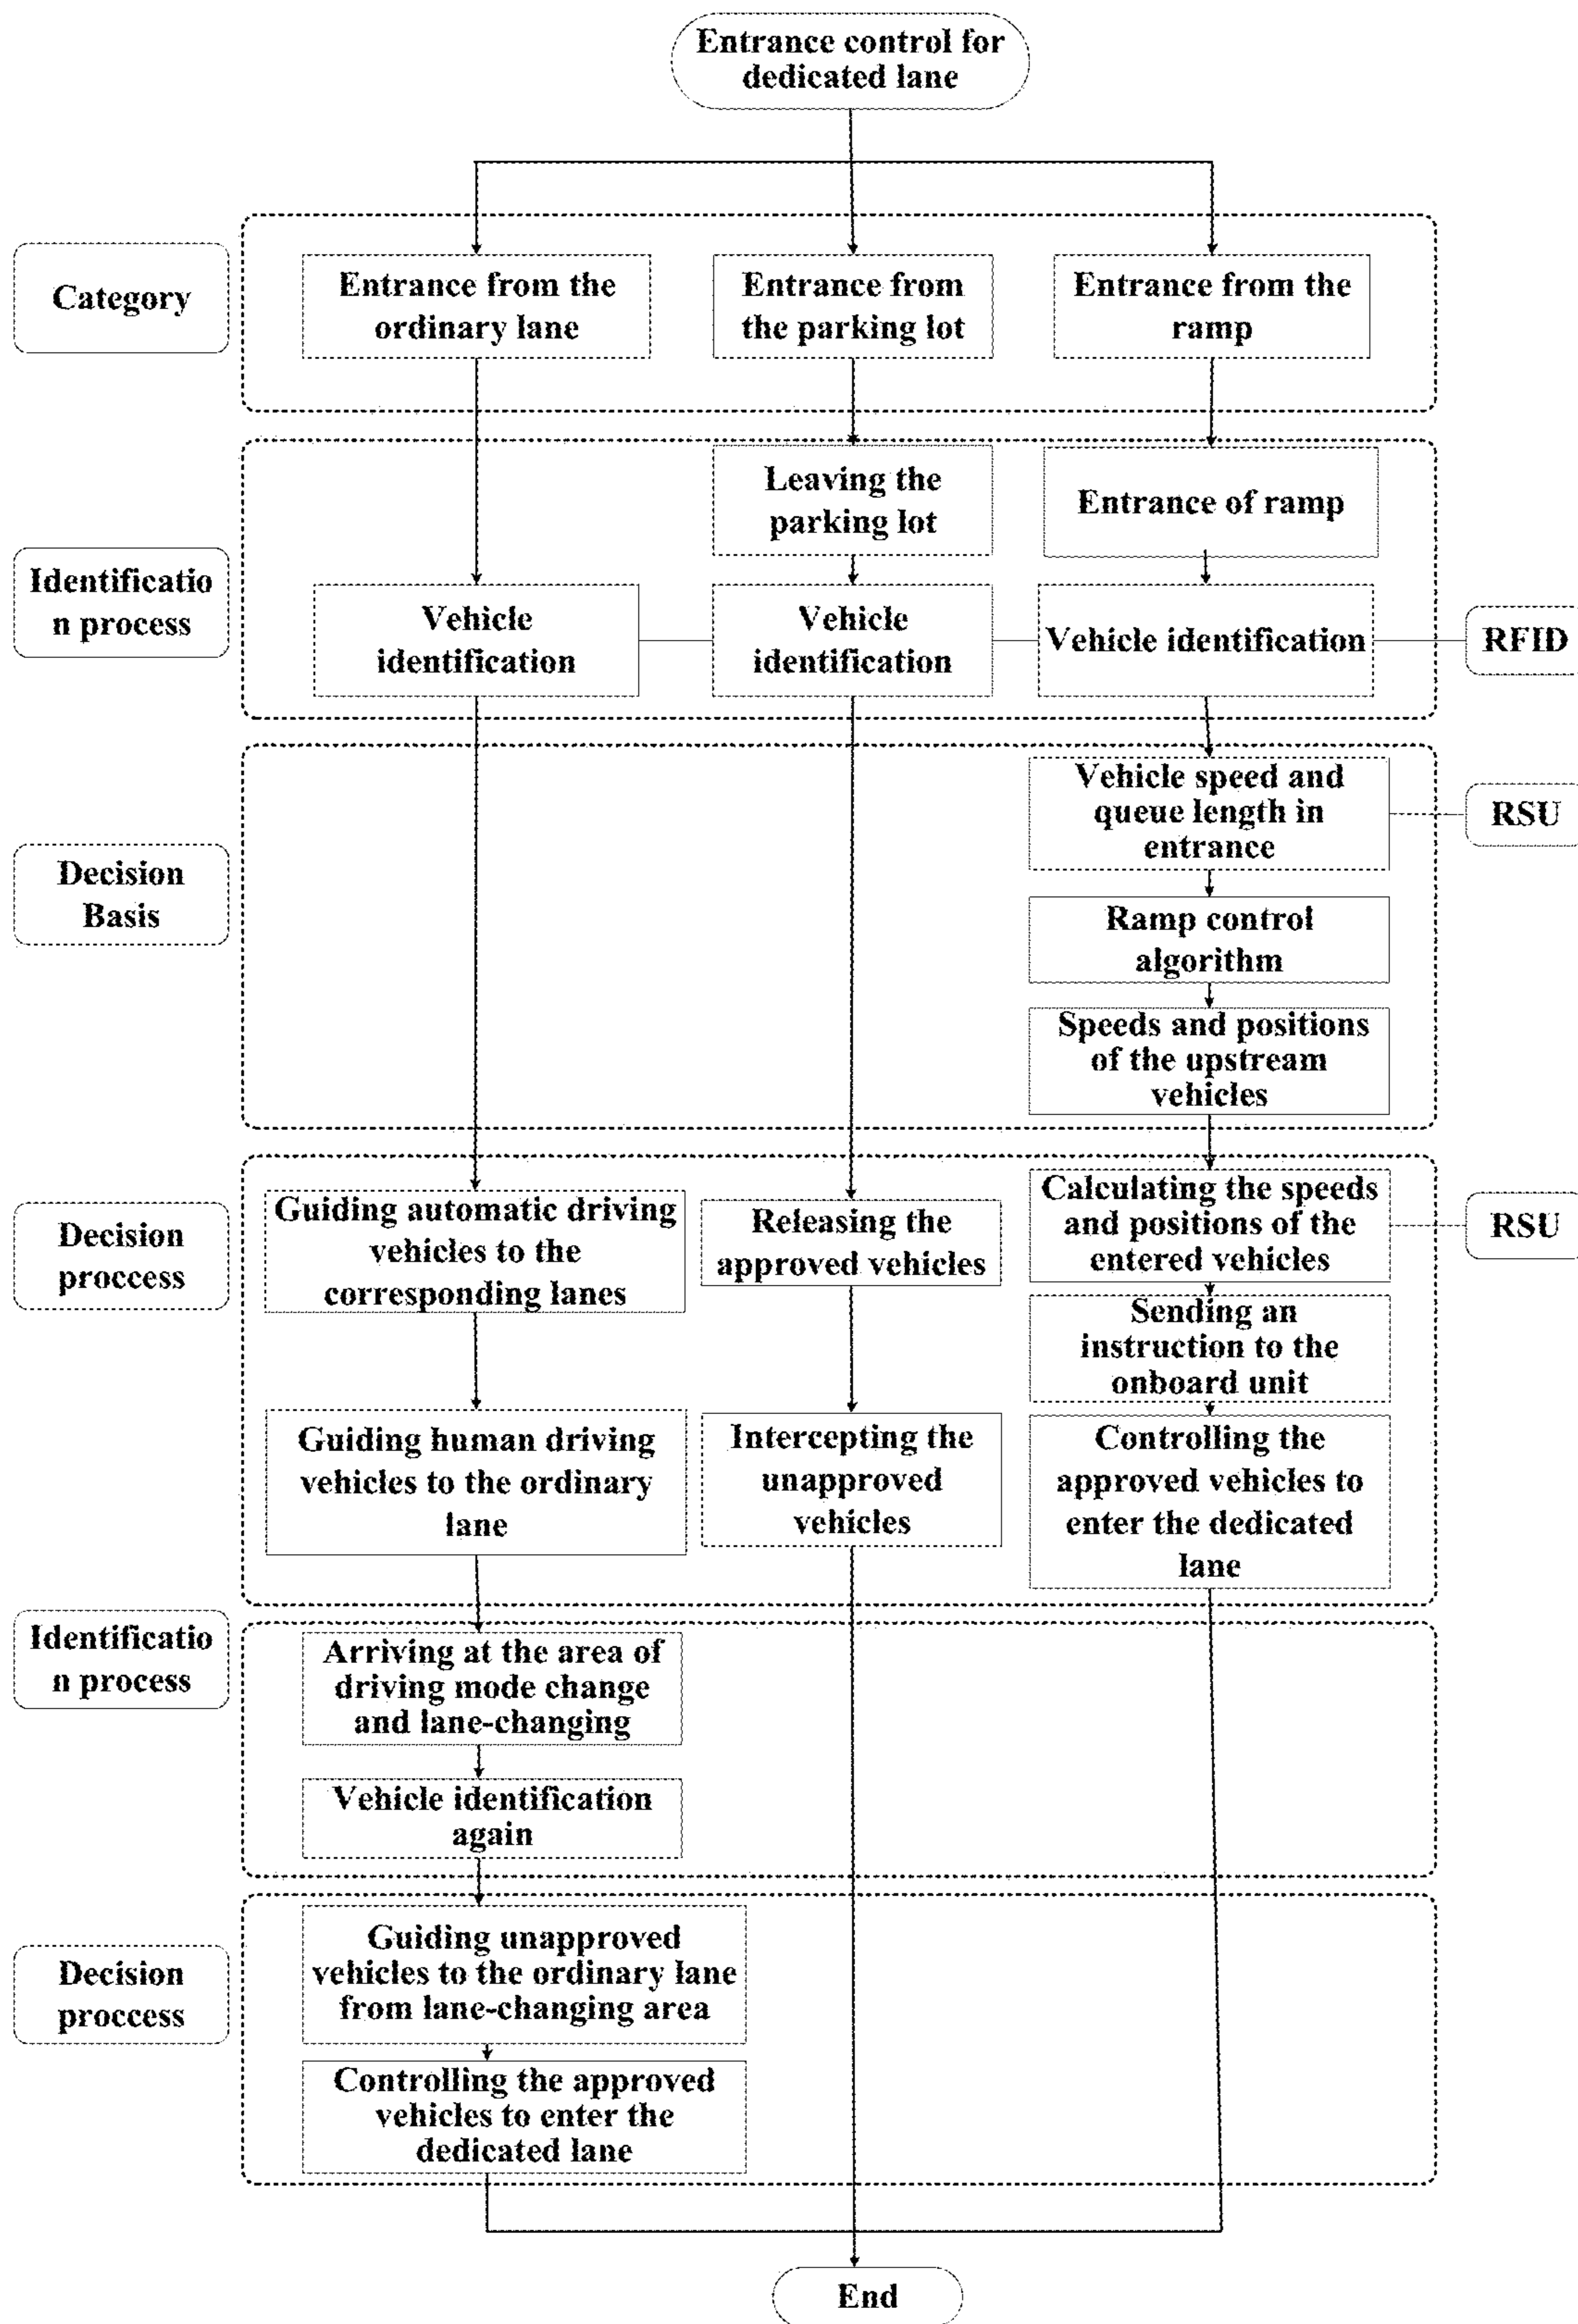 Entrance control for
dedicated lane
Category
Entrance from the
ordinary lane
Entrance from
the parking lot
Entrance from the
ramp
Leaving the
parking lot
Entrance of ramp
Identificatio
n process
Vehicle
identification
Vehicle
identification
Vehicle identification
RFID
Vehicle speed and
queue length in
entrance
RSU
Decision
Basis
Ramp control
algorithm
Speeds and positions
of the upstream
vehicles
Decision
proccess
Guiding automatic driving
vehicles to the
corresponding lanes
Releasing the
approved vehicles
Calculating the speeds
and positions of the
entered vehicles
RSU
Sending an
instruction to the
onboard unit
Guiding human driving
vehicles to the ordinary
lane
Intercepting the
unapproved
vehicles
Controlling the
approved vehicles to
enter the dedicated
lane
Identificatio
n process
Arriving at the area of
driving mode change
and lane-changing
Vehicle identification
again
Decision
proccess
Guiding unapproved
vehicles to the ordinary lane
from lane-changing area
Controlling the approved
vehicles to enter the
dedicated lane
End